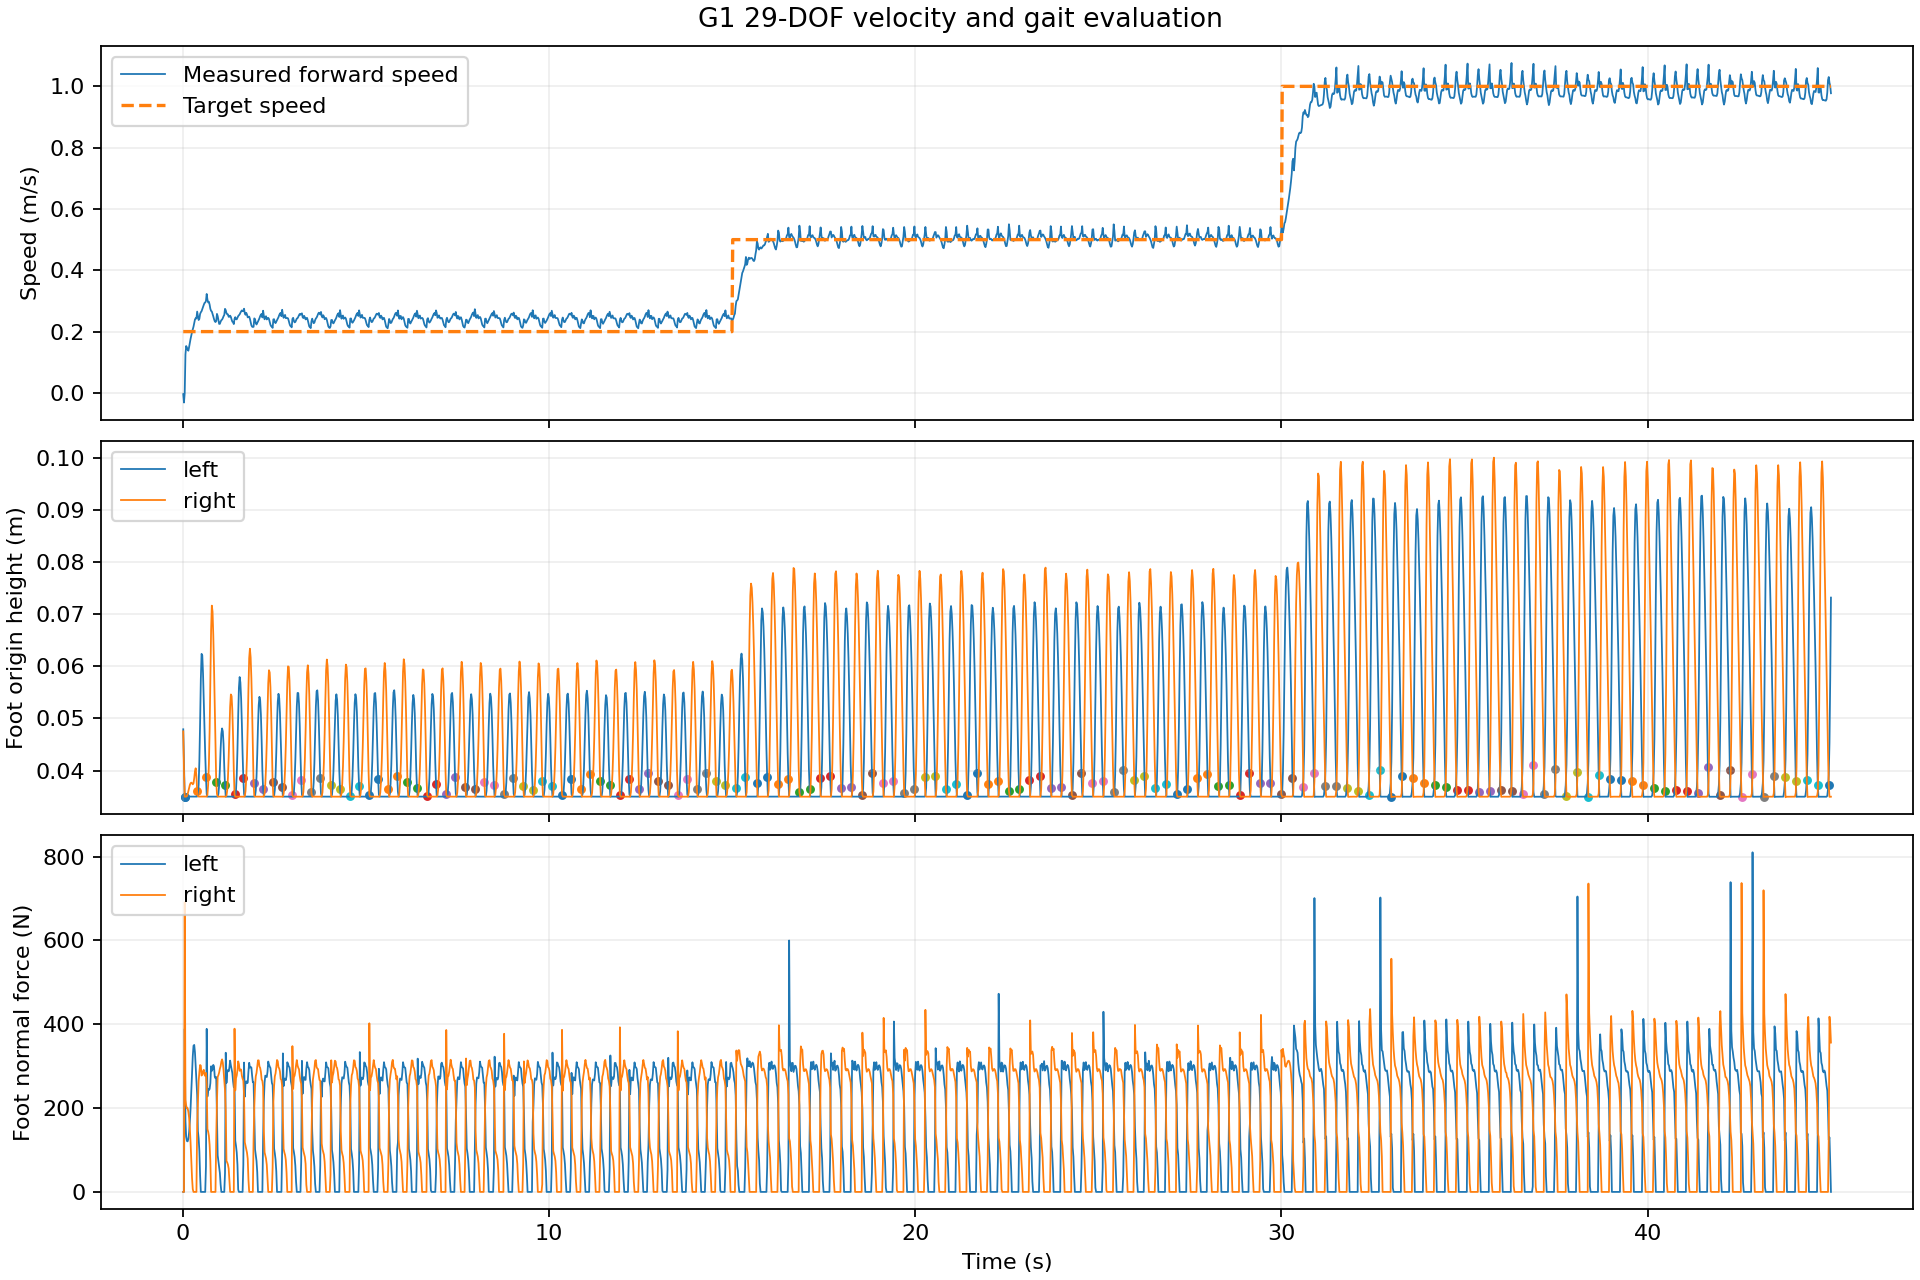 G1 29-DOF velocity and gait evaluation
Measured forward speed
Target speed
Speed (m/s)
1.0
0.8
0.6
0.4
0.2
0.0
left
right
Foot origin height (m)
0.10
0.09
0.08
0.07
0.06
0.05
0.04
left
right
Foot normal force (N)
800
600
400
200
0
0 10 20 30 40
Time (s)